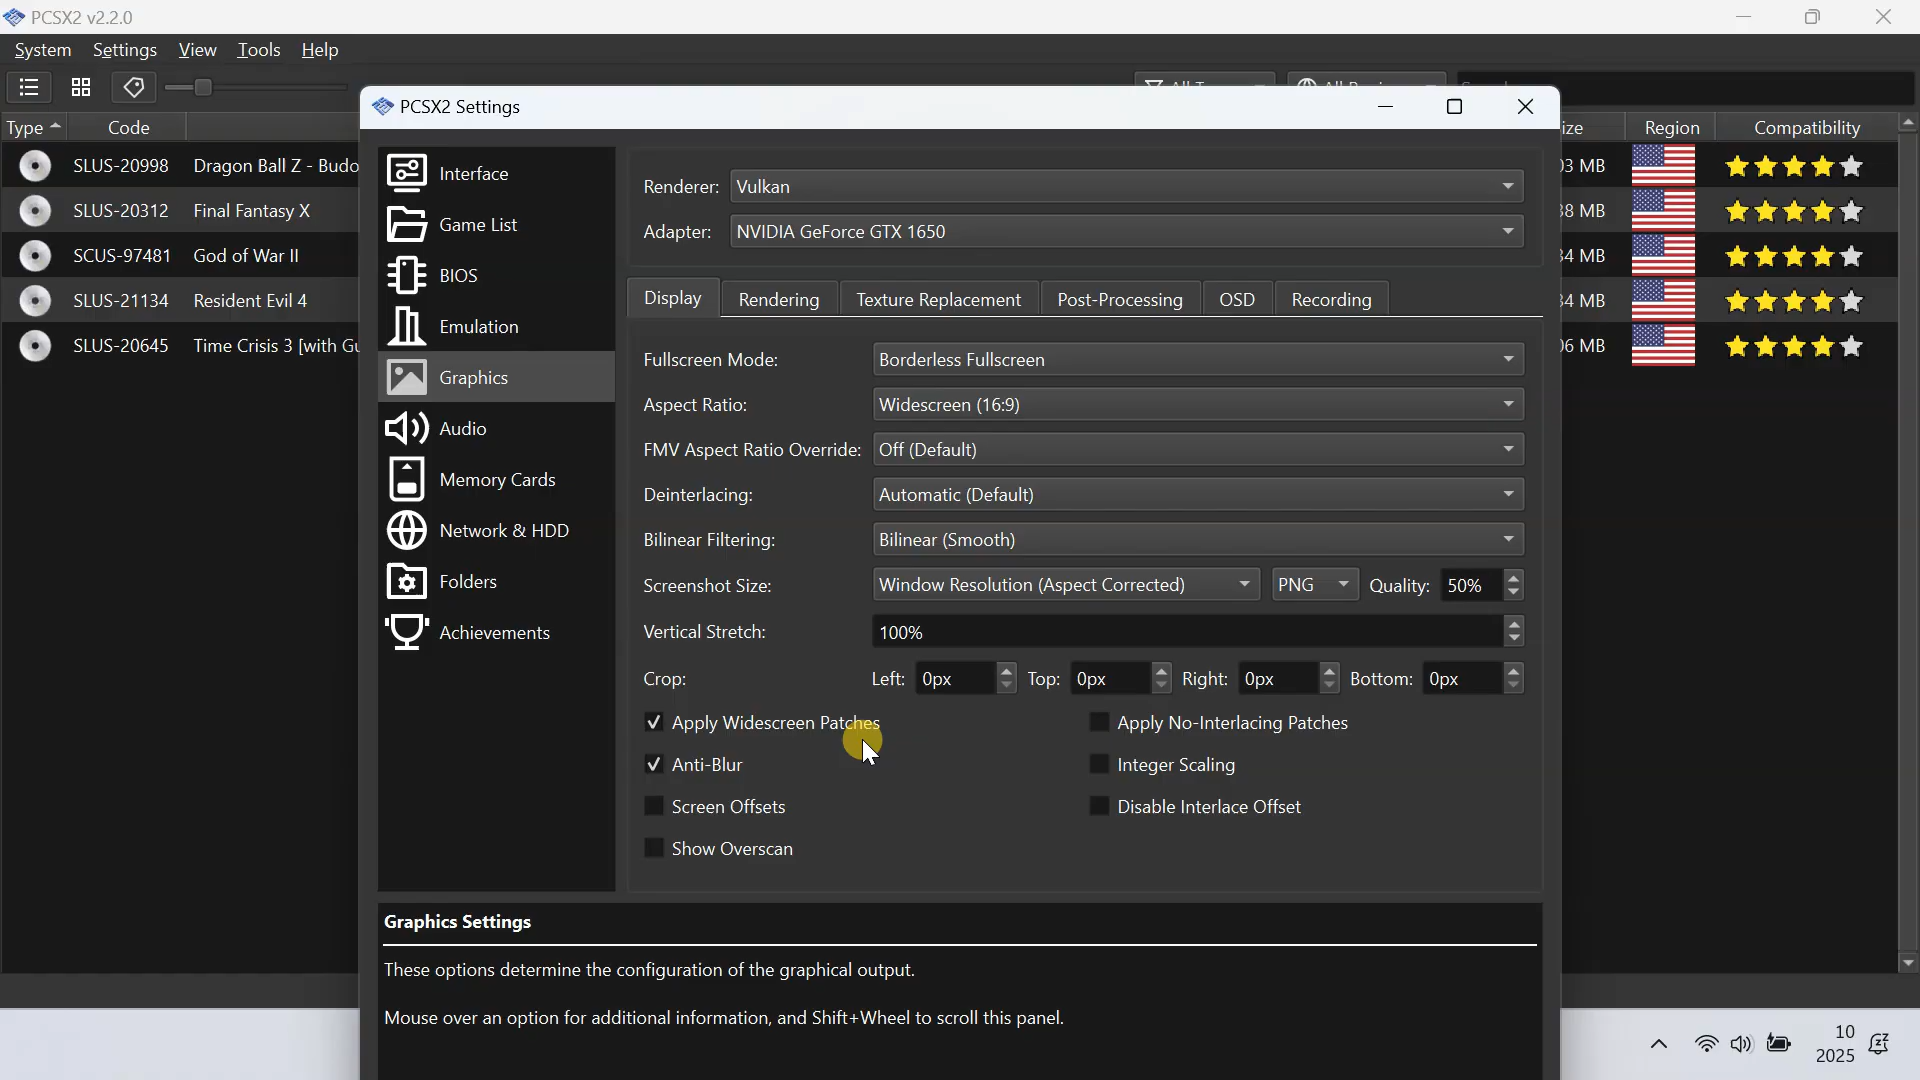 PCSX2 v2.2.0
System Settings View Tools Help
PCSX2 Settings
Type Code Region Compatibility
SLUS-20998 Dragon Ball Z - Budo
03 MB
SLUS-20312 Final Fantasy X
38 MB
SCUS-97481 God of War II
34 MB
SLUS-21134 Resident Evil 4
34 MB
SLUS-20645 Time Crisis 3 [with Gu
06 MB
Interface
Game List
BIOS
Emulation
Graphics
Audio
Memory Cards
Network & HDD
Folders
Achievements
Renderer: Vulkan
Adapter: NVIDIA GeForce GTX 1650
Display Rendering Texture Replacement Post-Processing OSD Recording
Fullscreen Mode: Borderless Fullscreen
Aspect Ratio: Widescreen (16:9)
FMV Aspect Ratio Override: Off (Default)
Deinterlacing: Automatic (Default)
Bilinear Filtering: Bilinear (Smooth)
Screenshot Size: Window Resolution (Aspect Corrected) PNG Quality: 50%
Vertical Stretch: 100%
Crop: Left: 0px Top: 0px Right: 0px Bottom: 0px
Apply Widescreen Patches Apply No-Interlacing Patches
Anti-Blur Integer Scaling
Screen Offsets Disable Interlace Offset
Show Overscan
Graphics Settings
These options determine the configuration of the graphical output.
Mouse over an option for additional information, and Shift+Wheel to scroll this panel.
10
2025